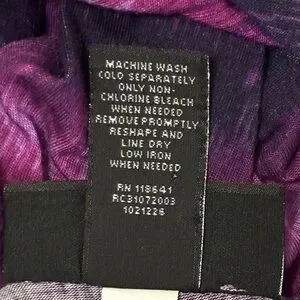 MACHINE WASH
COLD SEPARATELY
ONLY NON-
CHLORINE BLEACH
WHEN NEEDED
REMOVE PROMPTLY
RESHAPE AND
LINE DRY
LOW IRON
WHEN NEEDED
RN 118641
RC31072003
1021226